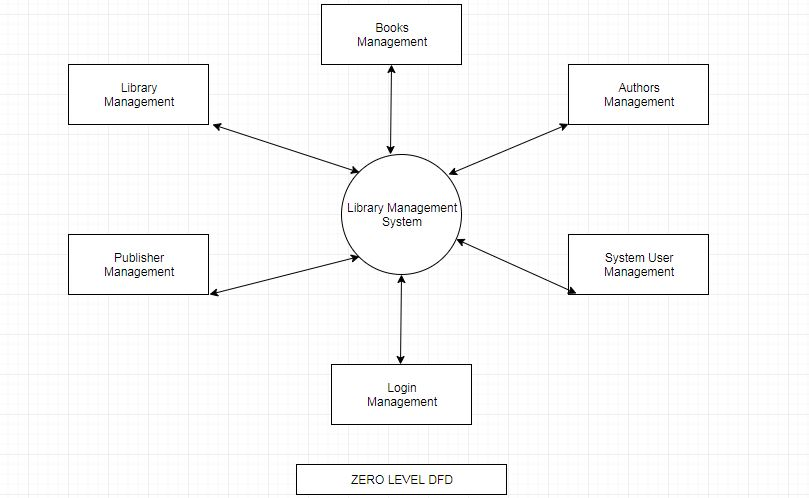 Books
Management
Library
Management
Authors
Management
Library Management
System
Publisher
Management
System User
Management
Login
Management
ZERO LEVEL DFD